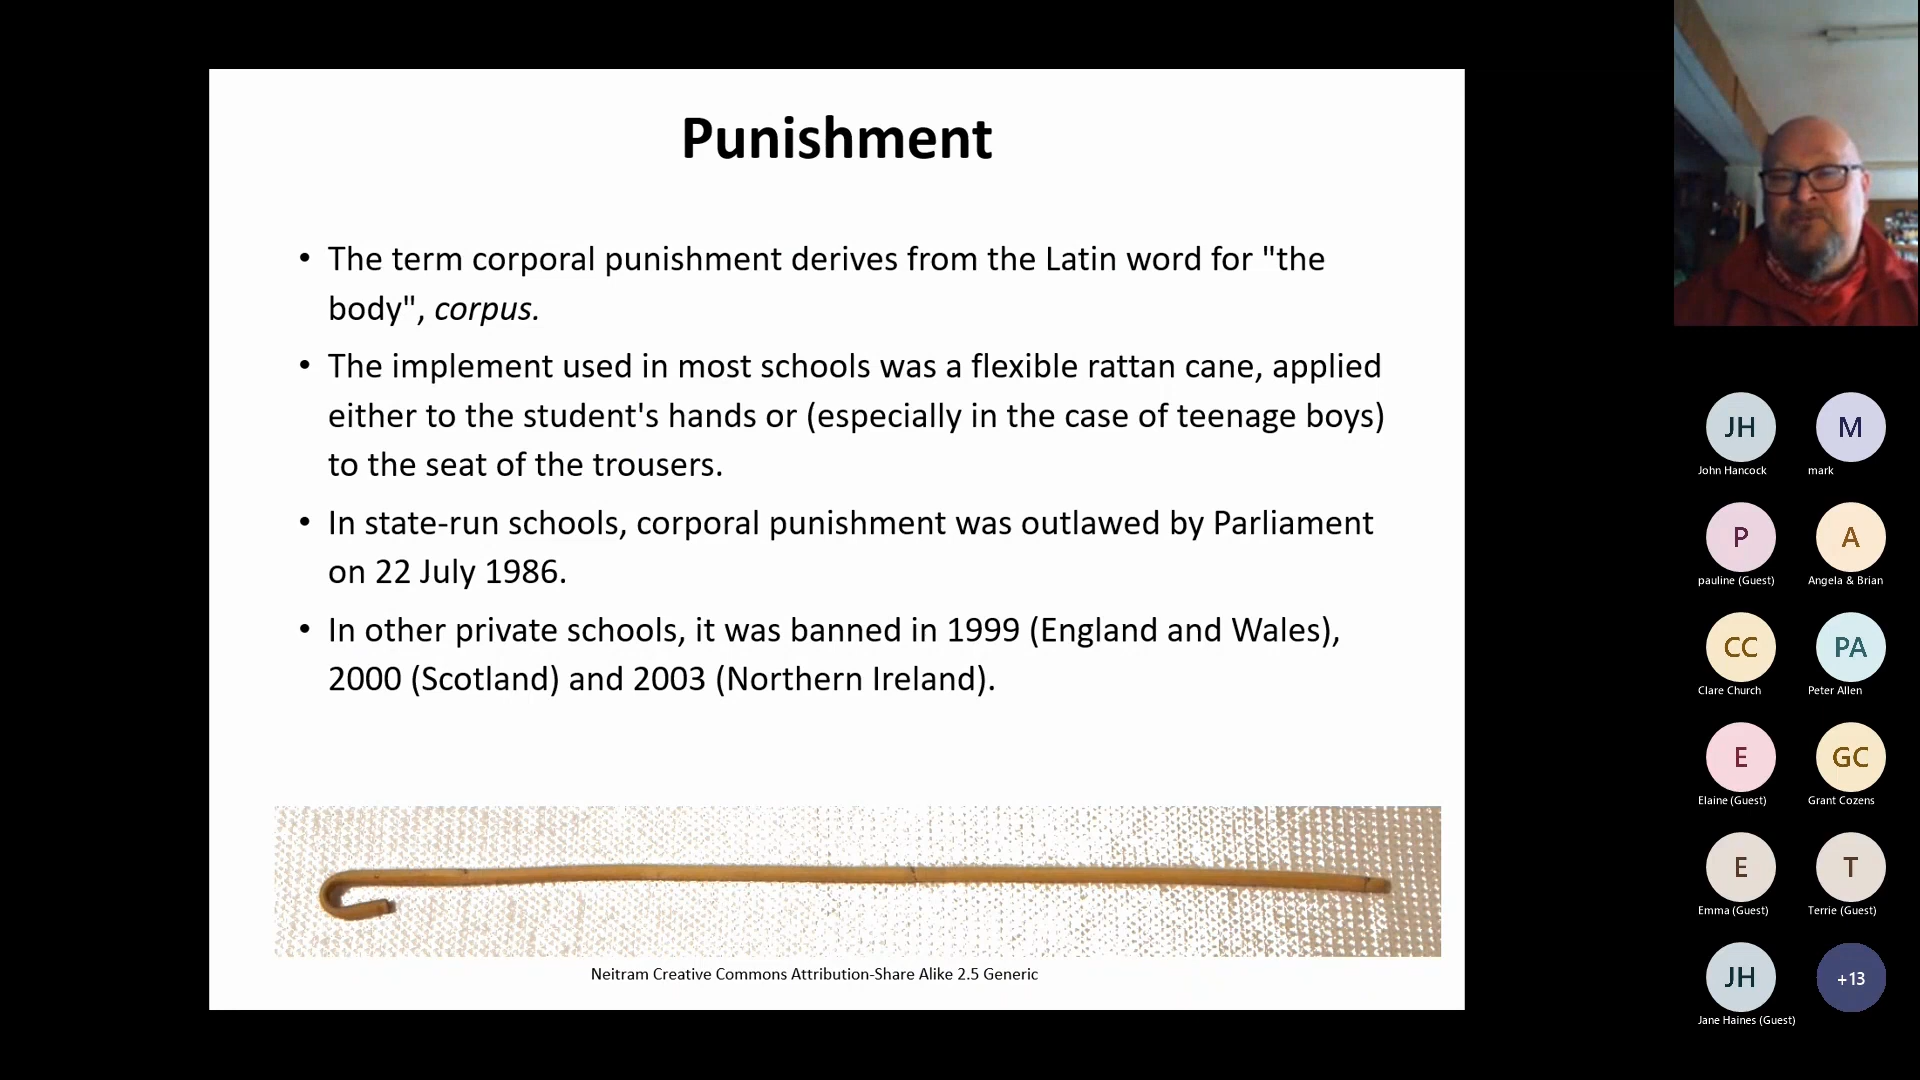 Punishment
• The term corporal punishment derives from the Latin word for "the
body", corpus.
• The implement used in most schools was a flexible rattan cane, applied
either to the student's hands or (especially in the case of teenage boys)
to the seat of the trousers.
• In state-run schools, corporal punishment was outlawed by Parliament
on 22 July 1986.
• In other private schools, it was banned in 1999 (England and Wales),
2000 (Scotland) and 2003 (Northern Ireland).
Neitram Creative Commons Attribution-Share Alike 2.5 Generic
JH M
John Hancock mark
P A
pauline (Guest) Angela & Brian
CC PA
Clare Church Peter Allen
E GC
Elaine (Guest) Grant Cozens
E T
Emma (Guest) Terrie (Guest)
JH +13
Jane Haines (Guest)